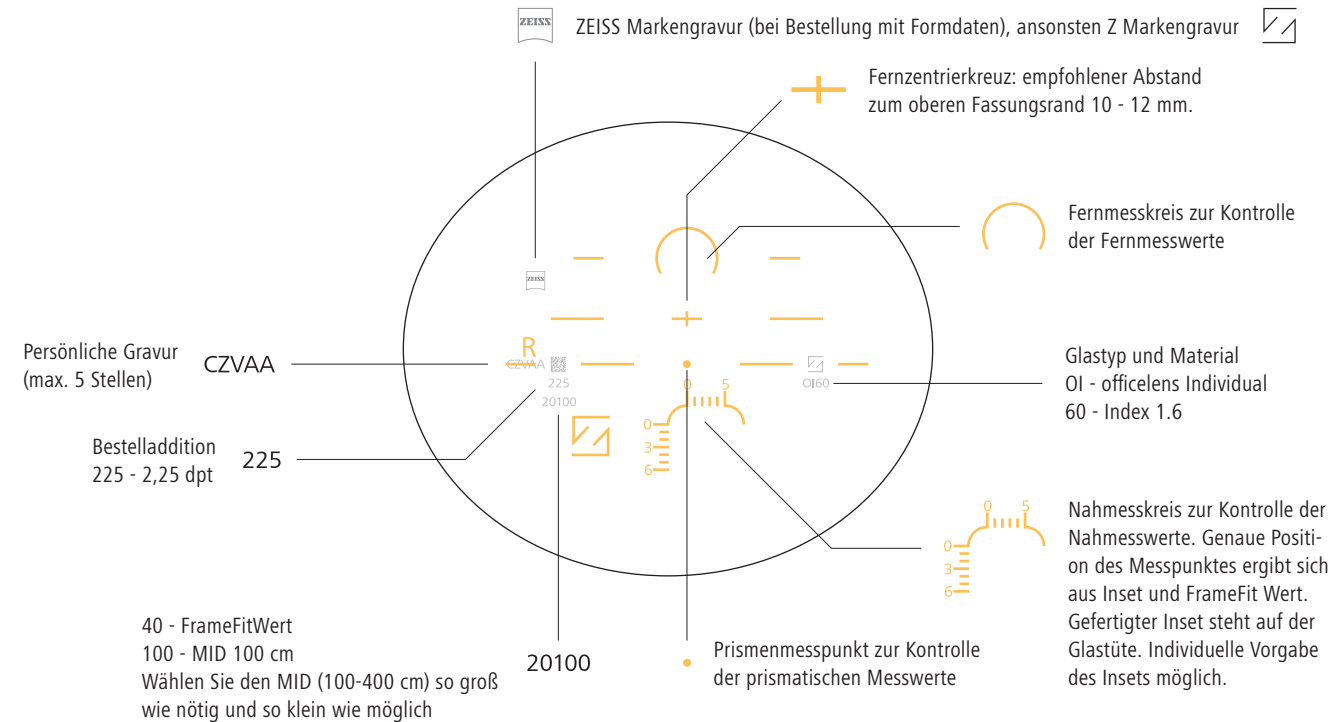 ZEISS
ZEISS Markengravur (bei Bestellung mit Formdaten), ansonsten Z Markengravur
Fernzentrierkreuz: empfohlener Abstand
zum oberen Fassungsrand 10 - 12 mm.
Fernmesskreis zur Kontrolle
der Fernmesswerte
ZEISS
R
CZVAA
225
20100
OI60
0 5
0
3
6
Persönliche Gravur
(max. 5 Stellen)
CZVAA
Glastyp und Material
OI - officelens Individual
60 - Index 1.6
Bestelladdition
225 - 2,25 dpt
225
0 5
0
3
6
Nahmesskreis zur Kontrolle der
Nahmesswerte. Genaue Positi-
on des Messpunktes ergibt sich
aus Inset und FrameFit Wert.
Gefertigter Inset steht auf der
Glastüte. Individuelle Vorgabe
des Insets möglich.
40 - FrameFitWert
100 - MID 100 cm
Wählen Sie den MID (100-400 cm) so groß
wie nötig und so klein wie möglich
20100
Prismenmesspunkt zur Kontrolle
der prismatischen Messwerte